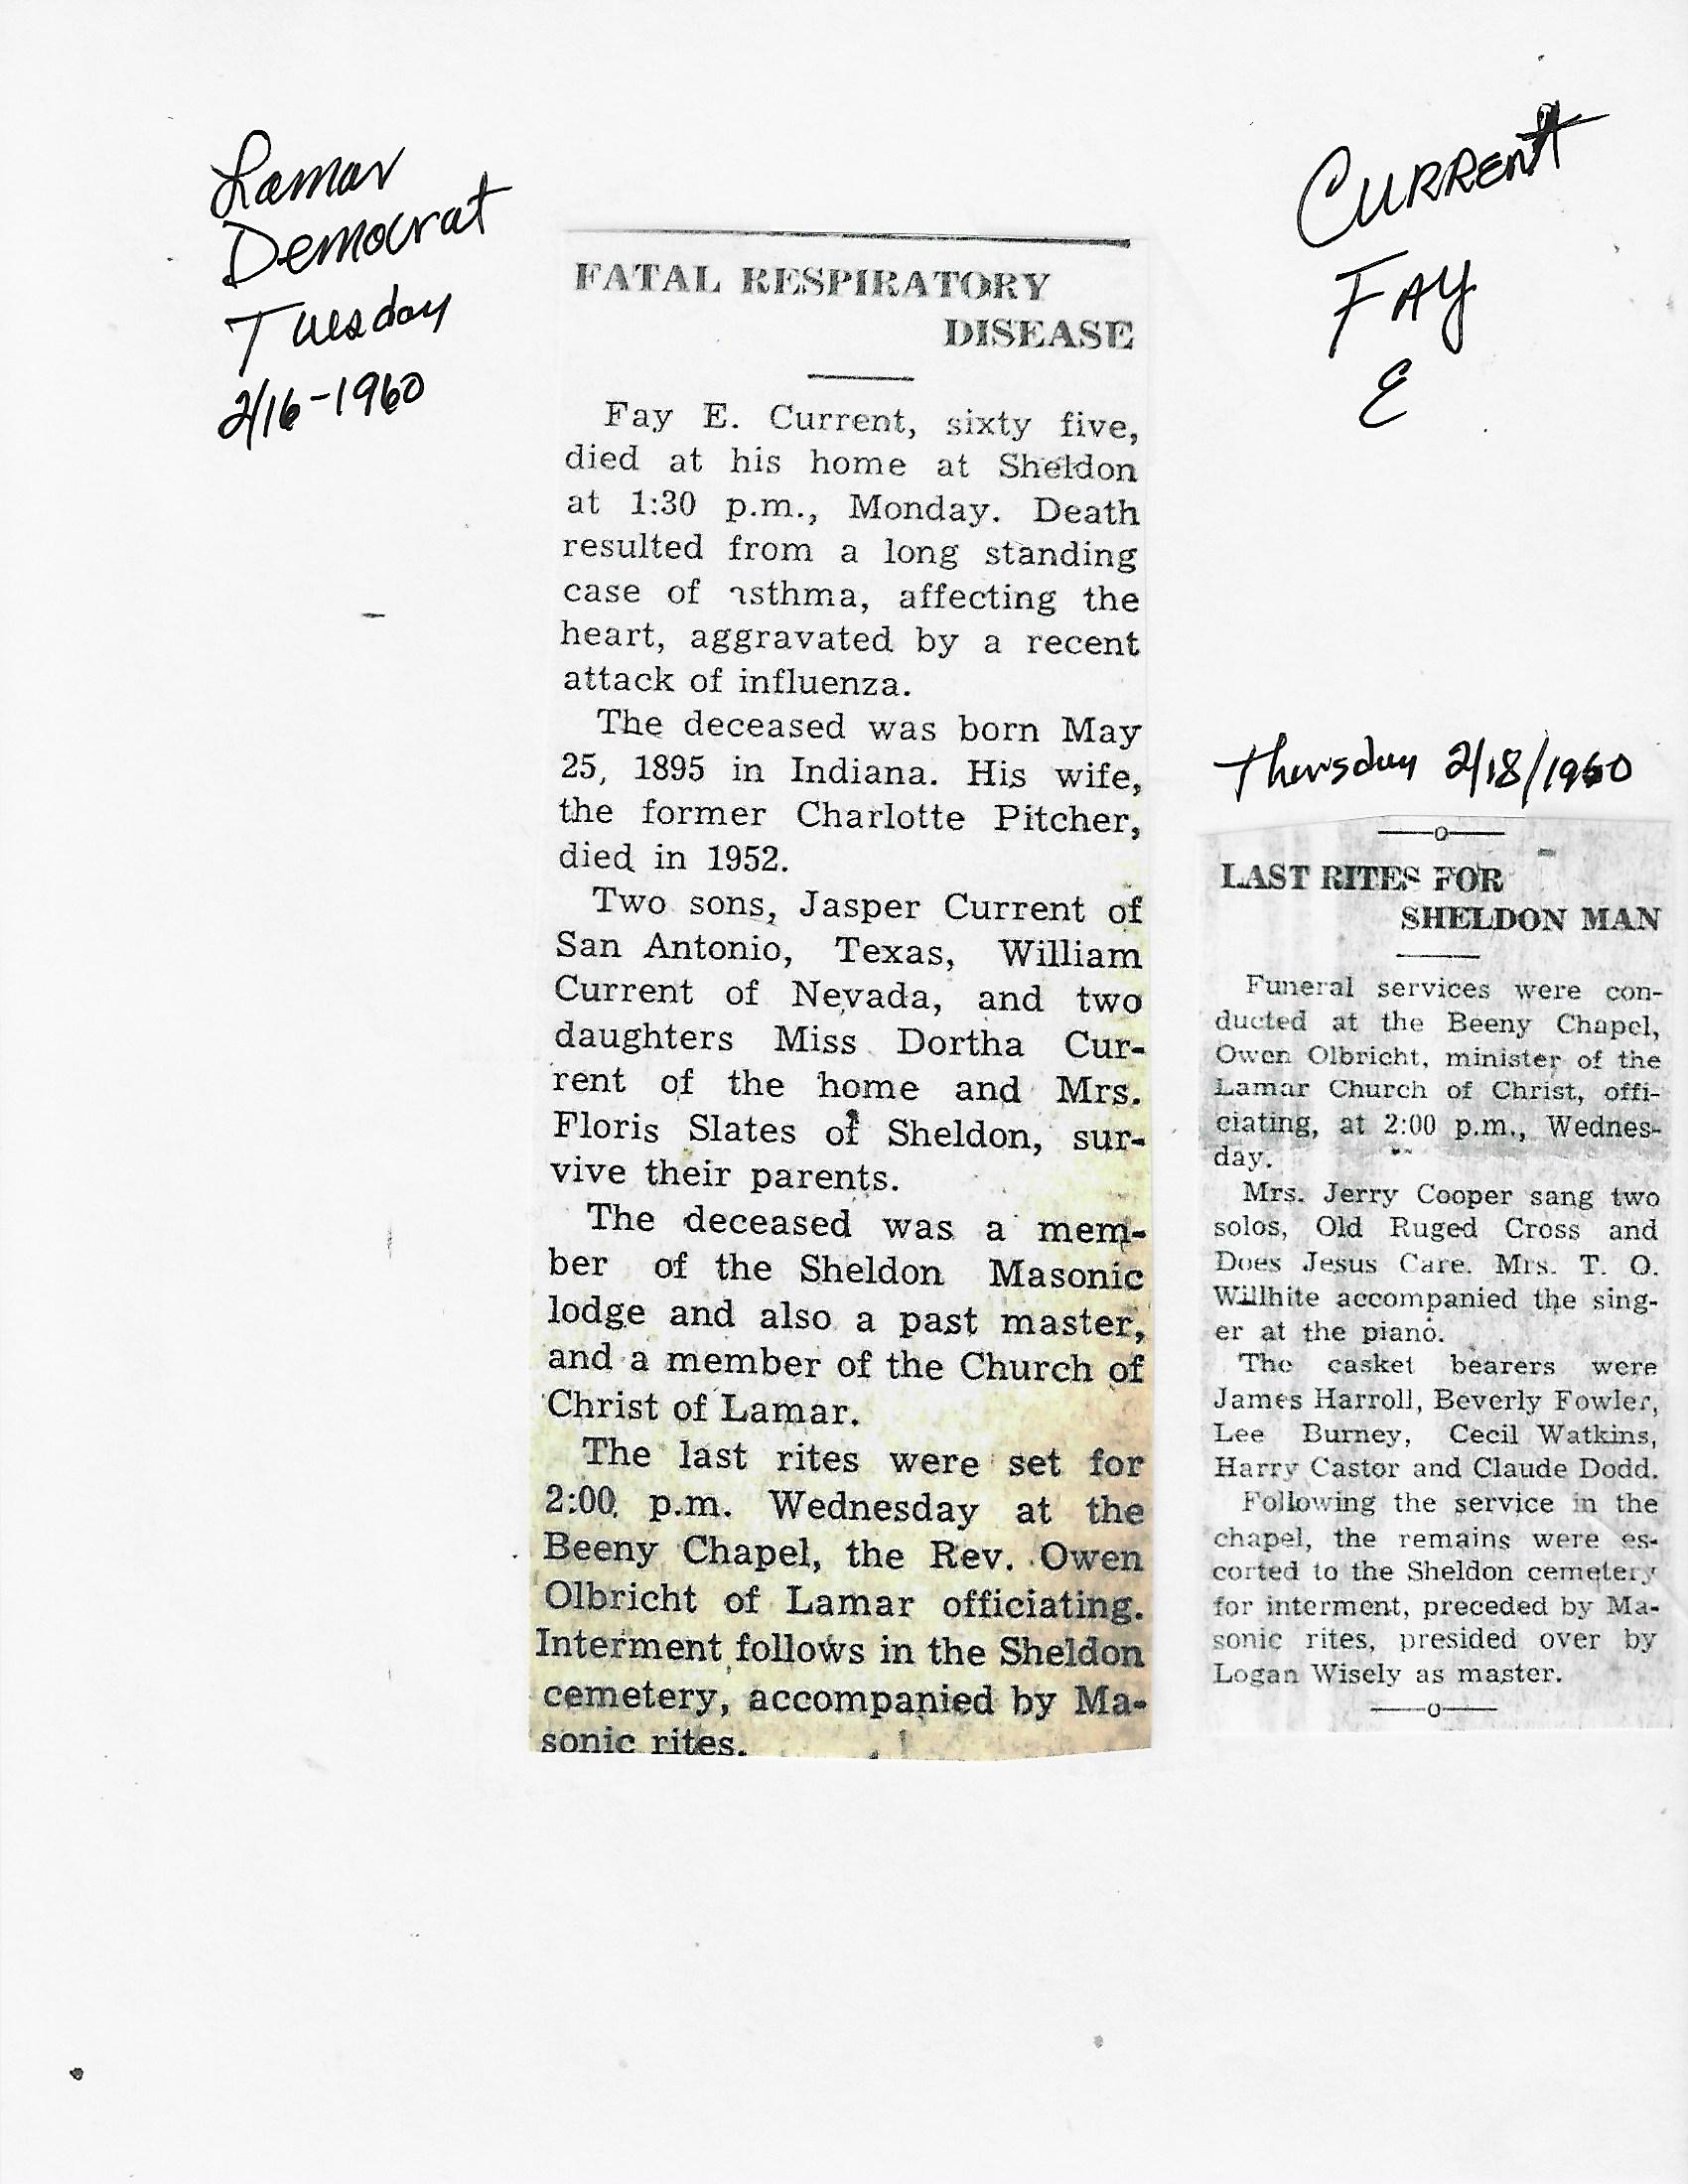 Lamar
Democrat
Tuesday
2/16-1960
CURRENT
FAY
E
FATAL RESPIRATORY
DISEASE
Fay E. Current, sixty five,
died at his home at Sheldon
at 1:30 p.m., Monday. Death
resulted from a long standing
case of asthma, affecting the
heart, aggravated by a recent
attack of influenza.
The deceased was born May
25, 1895 in Indiana. His wife,
the former Charlotte Pitcher,
died in 1952.
Two sons, Jasper Current of
San Antonio, Texas, William
Current of Nevada, and two
daughters Miss Dortha Cur-
rent of the home and Mrs.
Floris Slates of Sheldon, sur-
vive their parents.
The deceased was a mem-
ber of the Sheldon Masonic
lodge and also a past master,
and a member of the Church of
Christ of Lamar.
The last rites were set for
2:00 p.m. Wednesday at the
Beeny Chapel, the Rev. Owen
Olbricht of Lamar officiating.
Interment follows in the Sheldon
cemetery, accompanied by Ma-
sonic rites.
Thursday 2/18/1960
LAST RITES FOR
SHELDON MAN
Funeral services were con-
ducted at the Beeny Chapel,
Owen Olbricht, minister of the
Lamar Church of Christ, offi-
ciating, at 2:00 p.m., Wednes-
day.
Mrs. Jerry Cooper sang two
solos, Old Ruged Cross and
Does Jesus Care. Mrs. T. O.
Willhite accompanied the sing-
er at the piano.
The casket bearers were
James Harroll, Beverly Fowler,
Lee Burney, Cecil Watkins,
Harry Castor and Claude Dodd.
Following the service in the
chapel, the remains were es-
corted to the Sheldon cemetery
for interment, preceded by Ma-
sonic rites, presided over by
Logan Wisely as master.